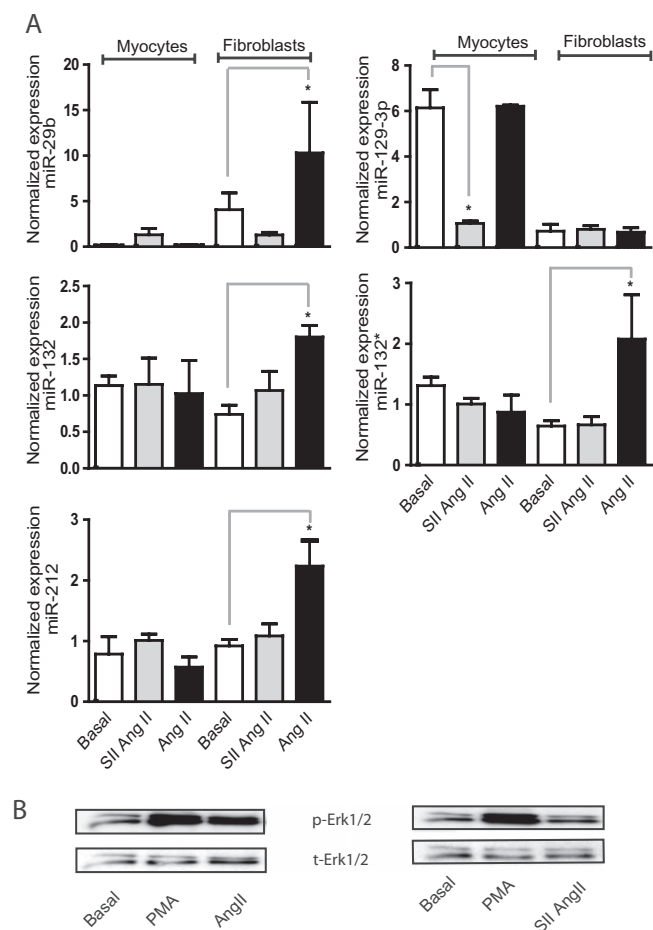 A
Myocytes
Fibroblasts
Normalized expression
miR-29b
20
15
10
5
0
*
Myocytes
Fibroblasts
Normalized expression
miR-129-3p
8
6
4
2
0
*
Normalized expression
miR-132
2.5
2.0
1.5
1.0
0.5
0.0
*
Normalized expression
miR-132*
3
2
1
0
*
Basal
SII Ang II
Ang II
Basal
SII Ang II
Ang II
Normalized expression
miR-212
3
2
1
0
*
Basal
SII Ang II
Ang II
Basal
SII Ang II
Ang II
B
p-Erk1/2
t-Erk1/2
Basal
PMA
AngII
Basal
PMA
SII AngII